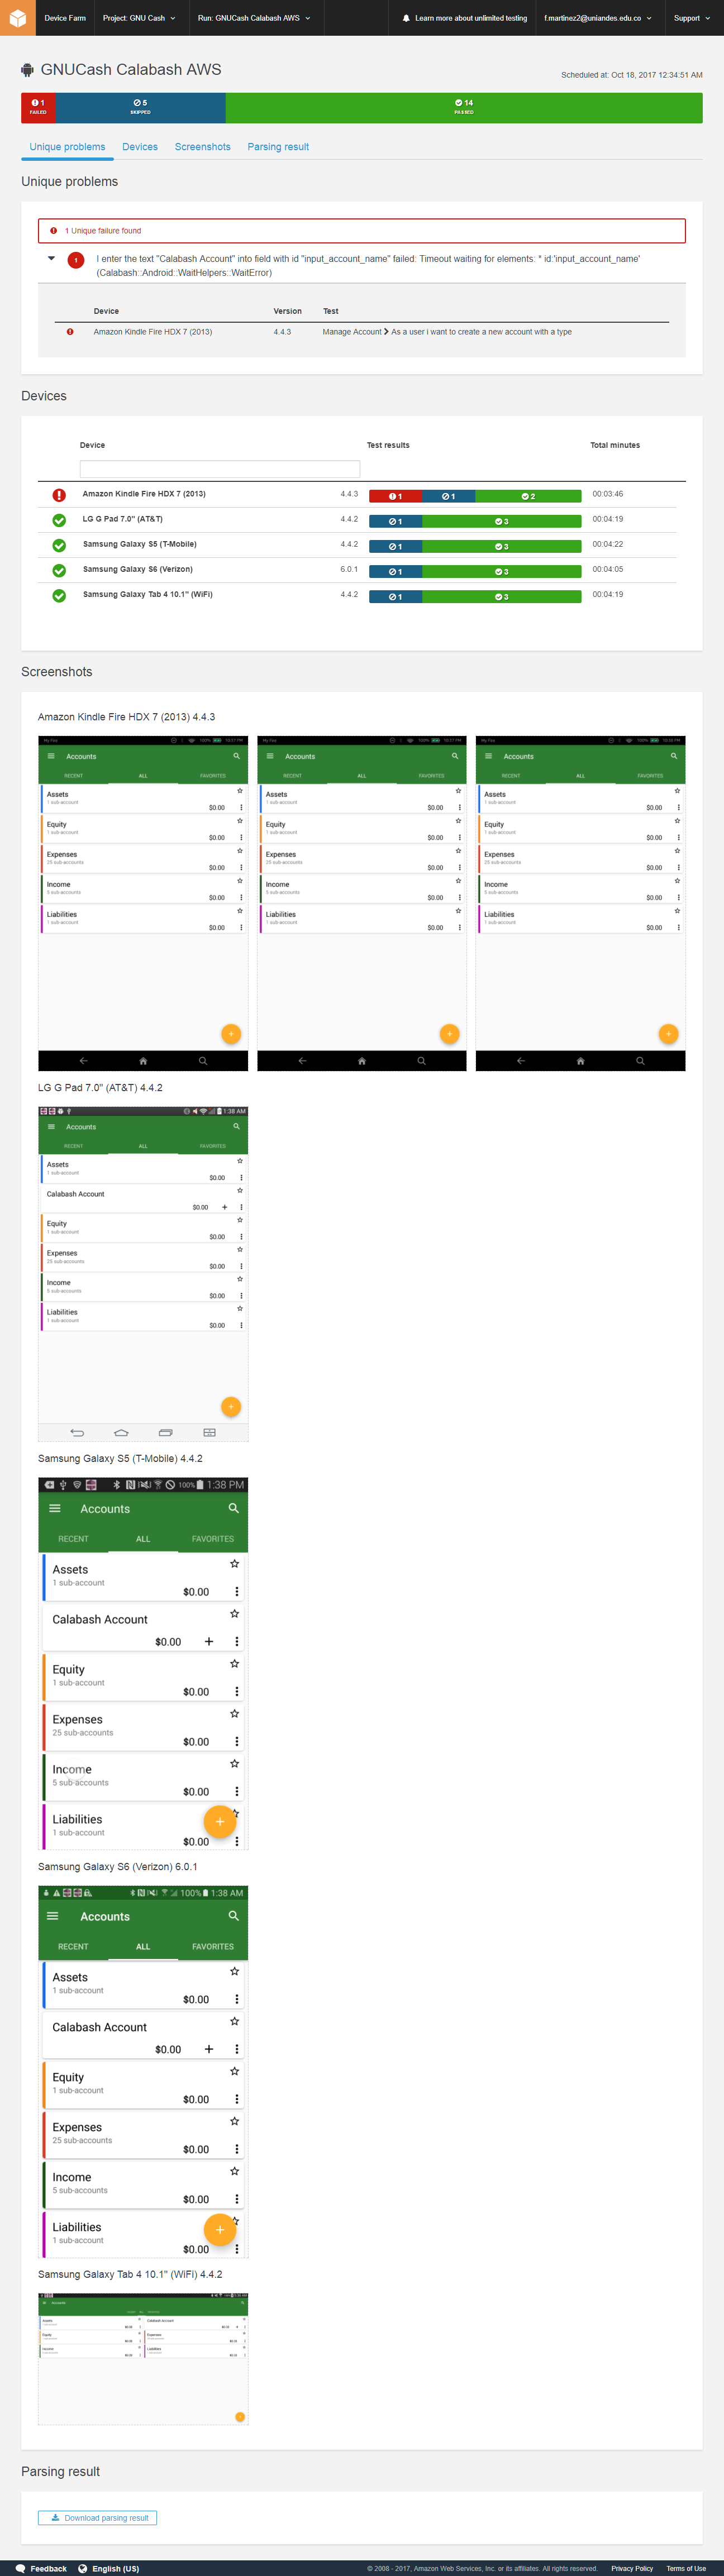 Device Farm Project: GNU Cash Run: GNUCash Calabash AWS Learn more about unlimited testing f.martinez2@uniandes.edu.co Support
GNUCash Calabash AWS
Scheduled at: Oct 18, 2017 12:34:51 AM
1 5 14
FAILED SKIPPED PASSED
Unique problems Devices Screenshots Parsing result
Unique problems
1 Unique failure found
1 I enter the text "Calabash Account" into field with id "input_account_name" failed: Timeout waiting for elements: * id:'input_account_name'
(Calabash::Android::WaitHelpers::WaitError)
Device Version Test
Amazon Kindle Fire HDX 7 (2013) 4.4.3 Manage Account > As a user i want to create a new account with a type
Devices
Device Test results Total minutes
Amazon Kindle Fire HDX 7 (2013) 4.4.3 1 1 2 00:03:46
LG G Pad 7.0" (AT&T) 4.4.2 1 3 00:04:19
Samsung Galaxy S5 (T-Mobile) 4.4.2 1 3 00:04:22
Samsung Galaxy S6 (Verizon) 6.0.1 1 3 00:04:05
Samsung Galaxy Tab 4 10.1" (WiFi) 4.4.2 1 3 00:04:19
Screenshots
Amazon Kindle Fire HDX 7 (2013) 4.4.3
Accounts
RECENT ALL FAVORITES
Assets
1 sub-account
$0.00
Equity
1 sub-account
$0.00
Expenses
25 sub-accounts
$0.00
Income
5 sub-accounts
$0.00
Liabilities
1 sub-account
$0.00
Accounts
RECENT ALL FAVORITES
Assets
1 sub-account
$0.00
Equity
1 sub-account
$0.00
Expenses
25 sub-accounts
$0.00
Income
5 sub-accounts
$0.00
Liabilities
1 sub-account
$0.00
Accounts
RECENT ALL FAVORITES
Assets
1 sub-account
$0.00
Equity
1 sub-account
$0.00
Expenses
25 sub-accounts
$0.00
Income
5 sub-accounts
$0.00
Liabilities
1 sub-account
$0.00
LG G Pad 7.0" (AT&T) 4.4.2
1:38 AM
Accounts
RECENT ALL FAVORITES
Assets
1 sub-account
$0.00
Calabash Account
$0.00
Equity
1 sub-account
$0.00
Expenses
25 sub-accounts
$0.00
Income
5 sub-accounts
$0.00
Liabilities
1 sub-account
$0.00
Samsung Galaxy S5 (T-Mobile) 4.4.2
100% 1:38 PM
Accounts
RECENT ALL FAVORITES
Assets
1 sub-account
$0.00
Calabash Account
$0.00
Equity
1 sub-account
$0.00
Expenses
25 sub-accounts
$0.00
Income
5 sub-accounts
$0.00
Liabilities
1 sub-account
$0.00
Samsung Galaxy S6 (Verizon) 6.0.1
100% 1:38 AM
Accounts
RECENT ALL FAVORITES
Assets
1 sub-account
$0.00
Calabash Account
$0.00
Equity
1 sub-account
$0.00
Expenses
25 sub-accounts
$0.00
Income
5 sub-accounts
$0.00
Liabilities
1 sub-account
$0.00
Samsung Galaxy Tab 4 10.1" (WiFi) 4.4.2
Accounts
Assets Calabash Account
Equity Expenses
Income Liabilities
Parsing result
Download parsing result
Feedback English (US) © 2008 - 2017, Amazon Web Services, Inc. or its affiliates. All rights reserved. Privacy Policy Terms of Use